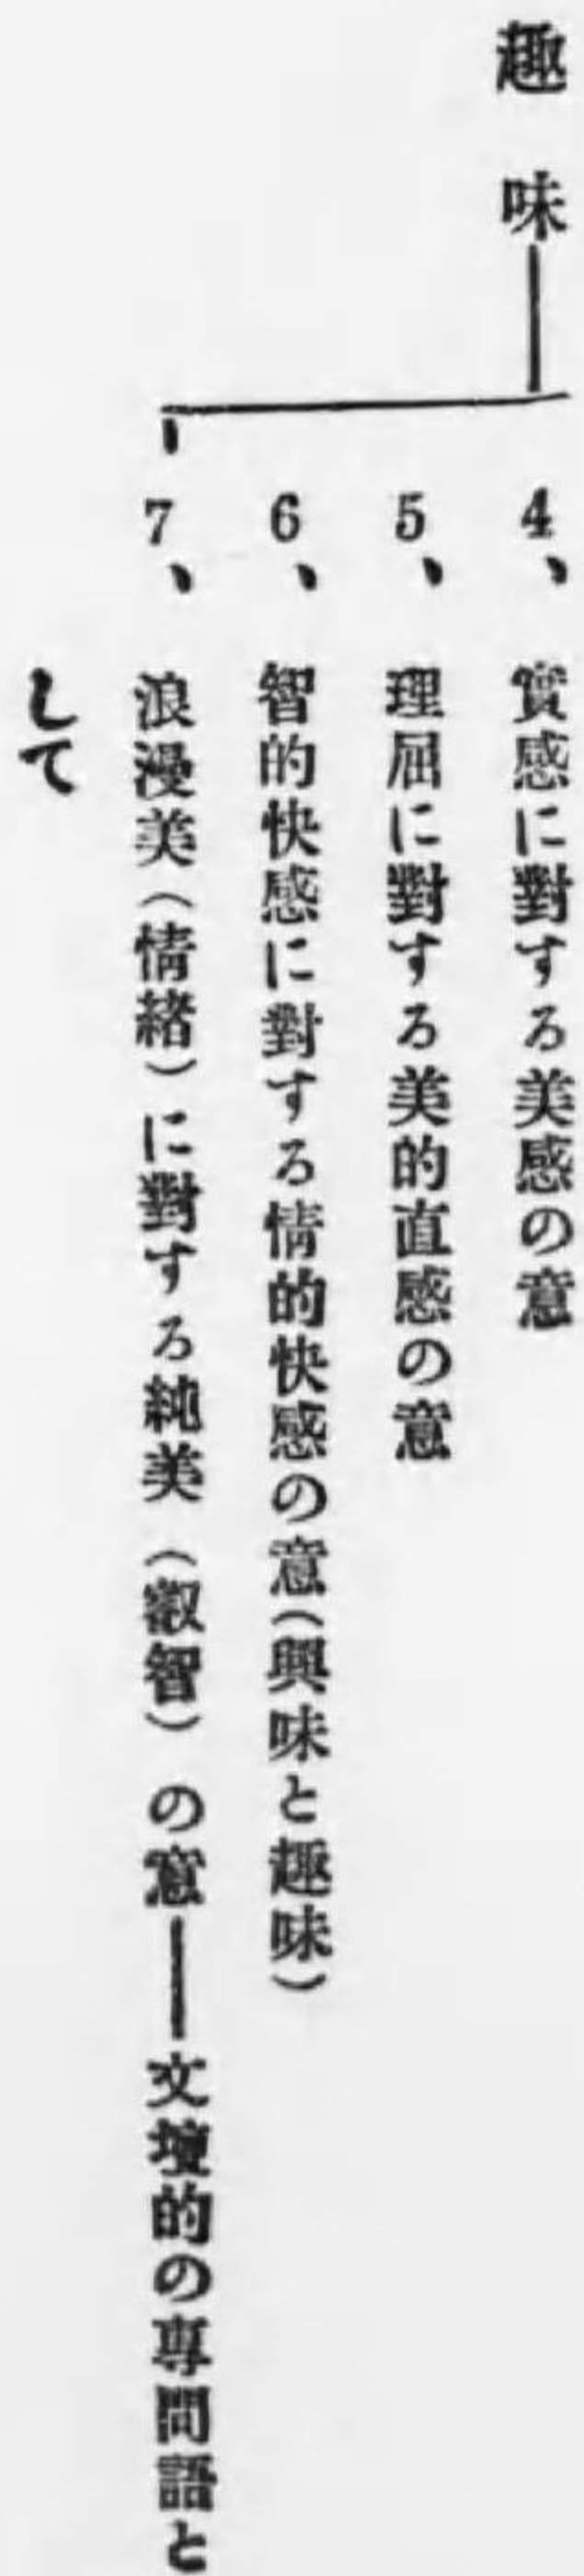 趣味
4、實感に對する美感の意
5、理屈に對する美的直感の意
6、智的快感に對する情的快感の意(興味と趣味)
7、浪漫美(情緒)に對する純美(叡智)の意――文壇的の專問語と
して